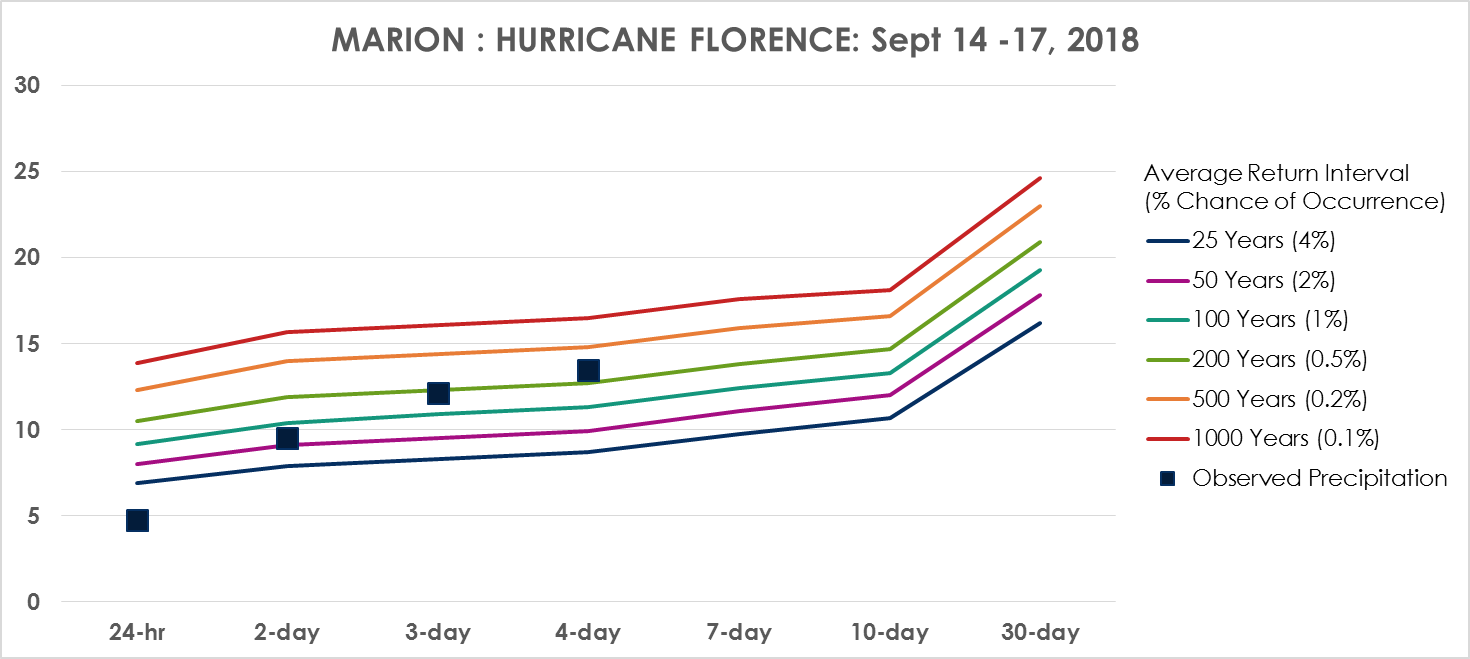 MARION : HURRICANE FLORENCE: Sept 14 -17, 2018
30
25
20
15
10
5
0
24-hr 2-day 3-day 4-day 7-day 10-day 30-day
Average Return Interval
(% Chance of Occurrence)
25 Years (4%)
50 Years (2%)
100 Years (1%)
200 Years (0.5%)
500 Years (0.2%)
1000 Years (0.1%)
Observed Precipitation